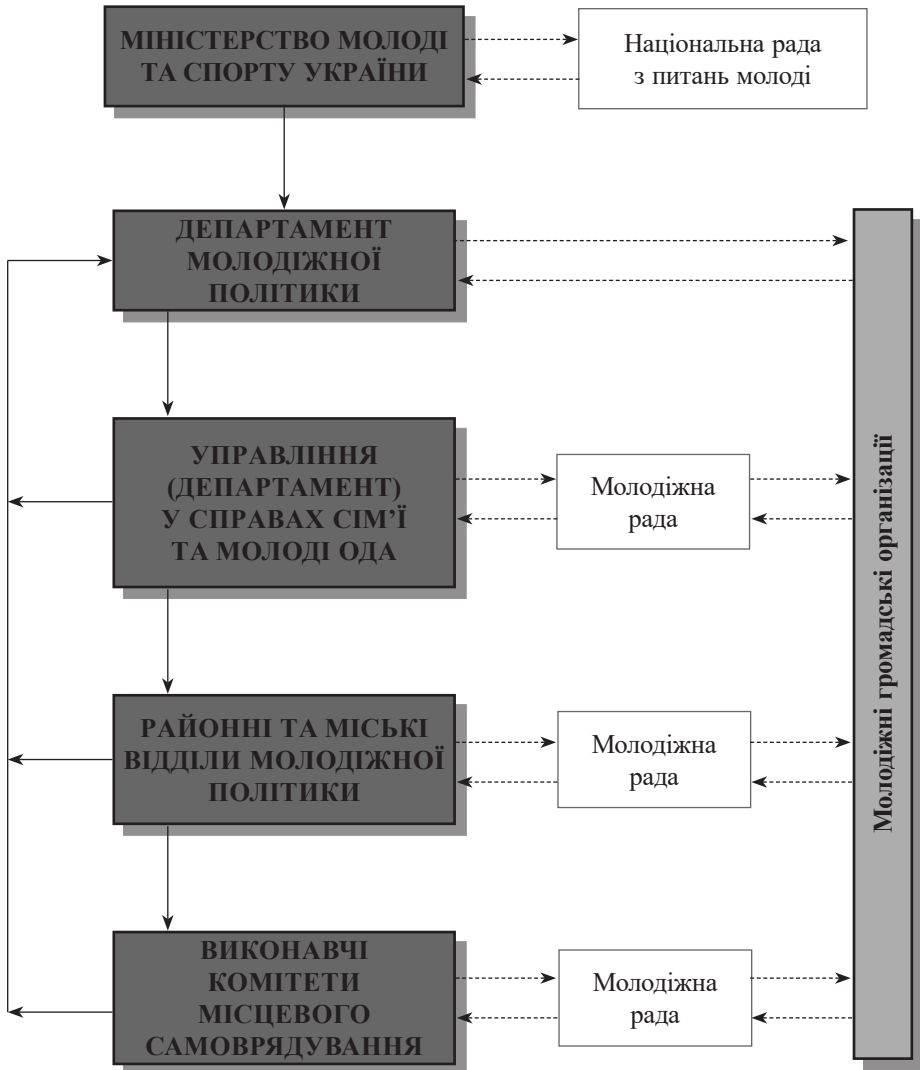 МІНІСТЕРСТВО МОЛОДІ
ТА СПОРТУ УКРАЇНИ
Національна рада
з питань молоді
ДЕПАРТАМЕНТ
МОЛОДІЖНОЇ
ПОЛІТИКИ
УПРАВЛІННЯ
(ДЕПАРТАМЕНТ)
У СПРАВАХ СІМ’Ї
ТА МОЛОДІ ОДА
Молодіжна
рада
РАЙОННІ ТА МІСЬКІ
ВІДДІЛИ МОЛОДІЖНОЇ
ПОЛІТИКИ
Молодіжна
рада
ВИКОНАВЧІ
КОМІТЕТИ
МІСЦЕВОГО
САМОВРЯДУВАННЯ
Молодіжна
рада
Молодіжні громадські організації